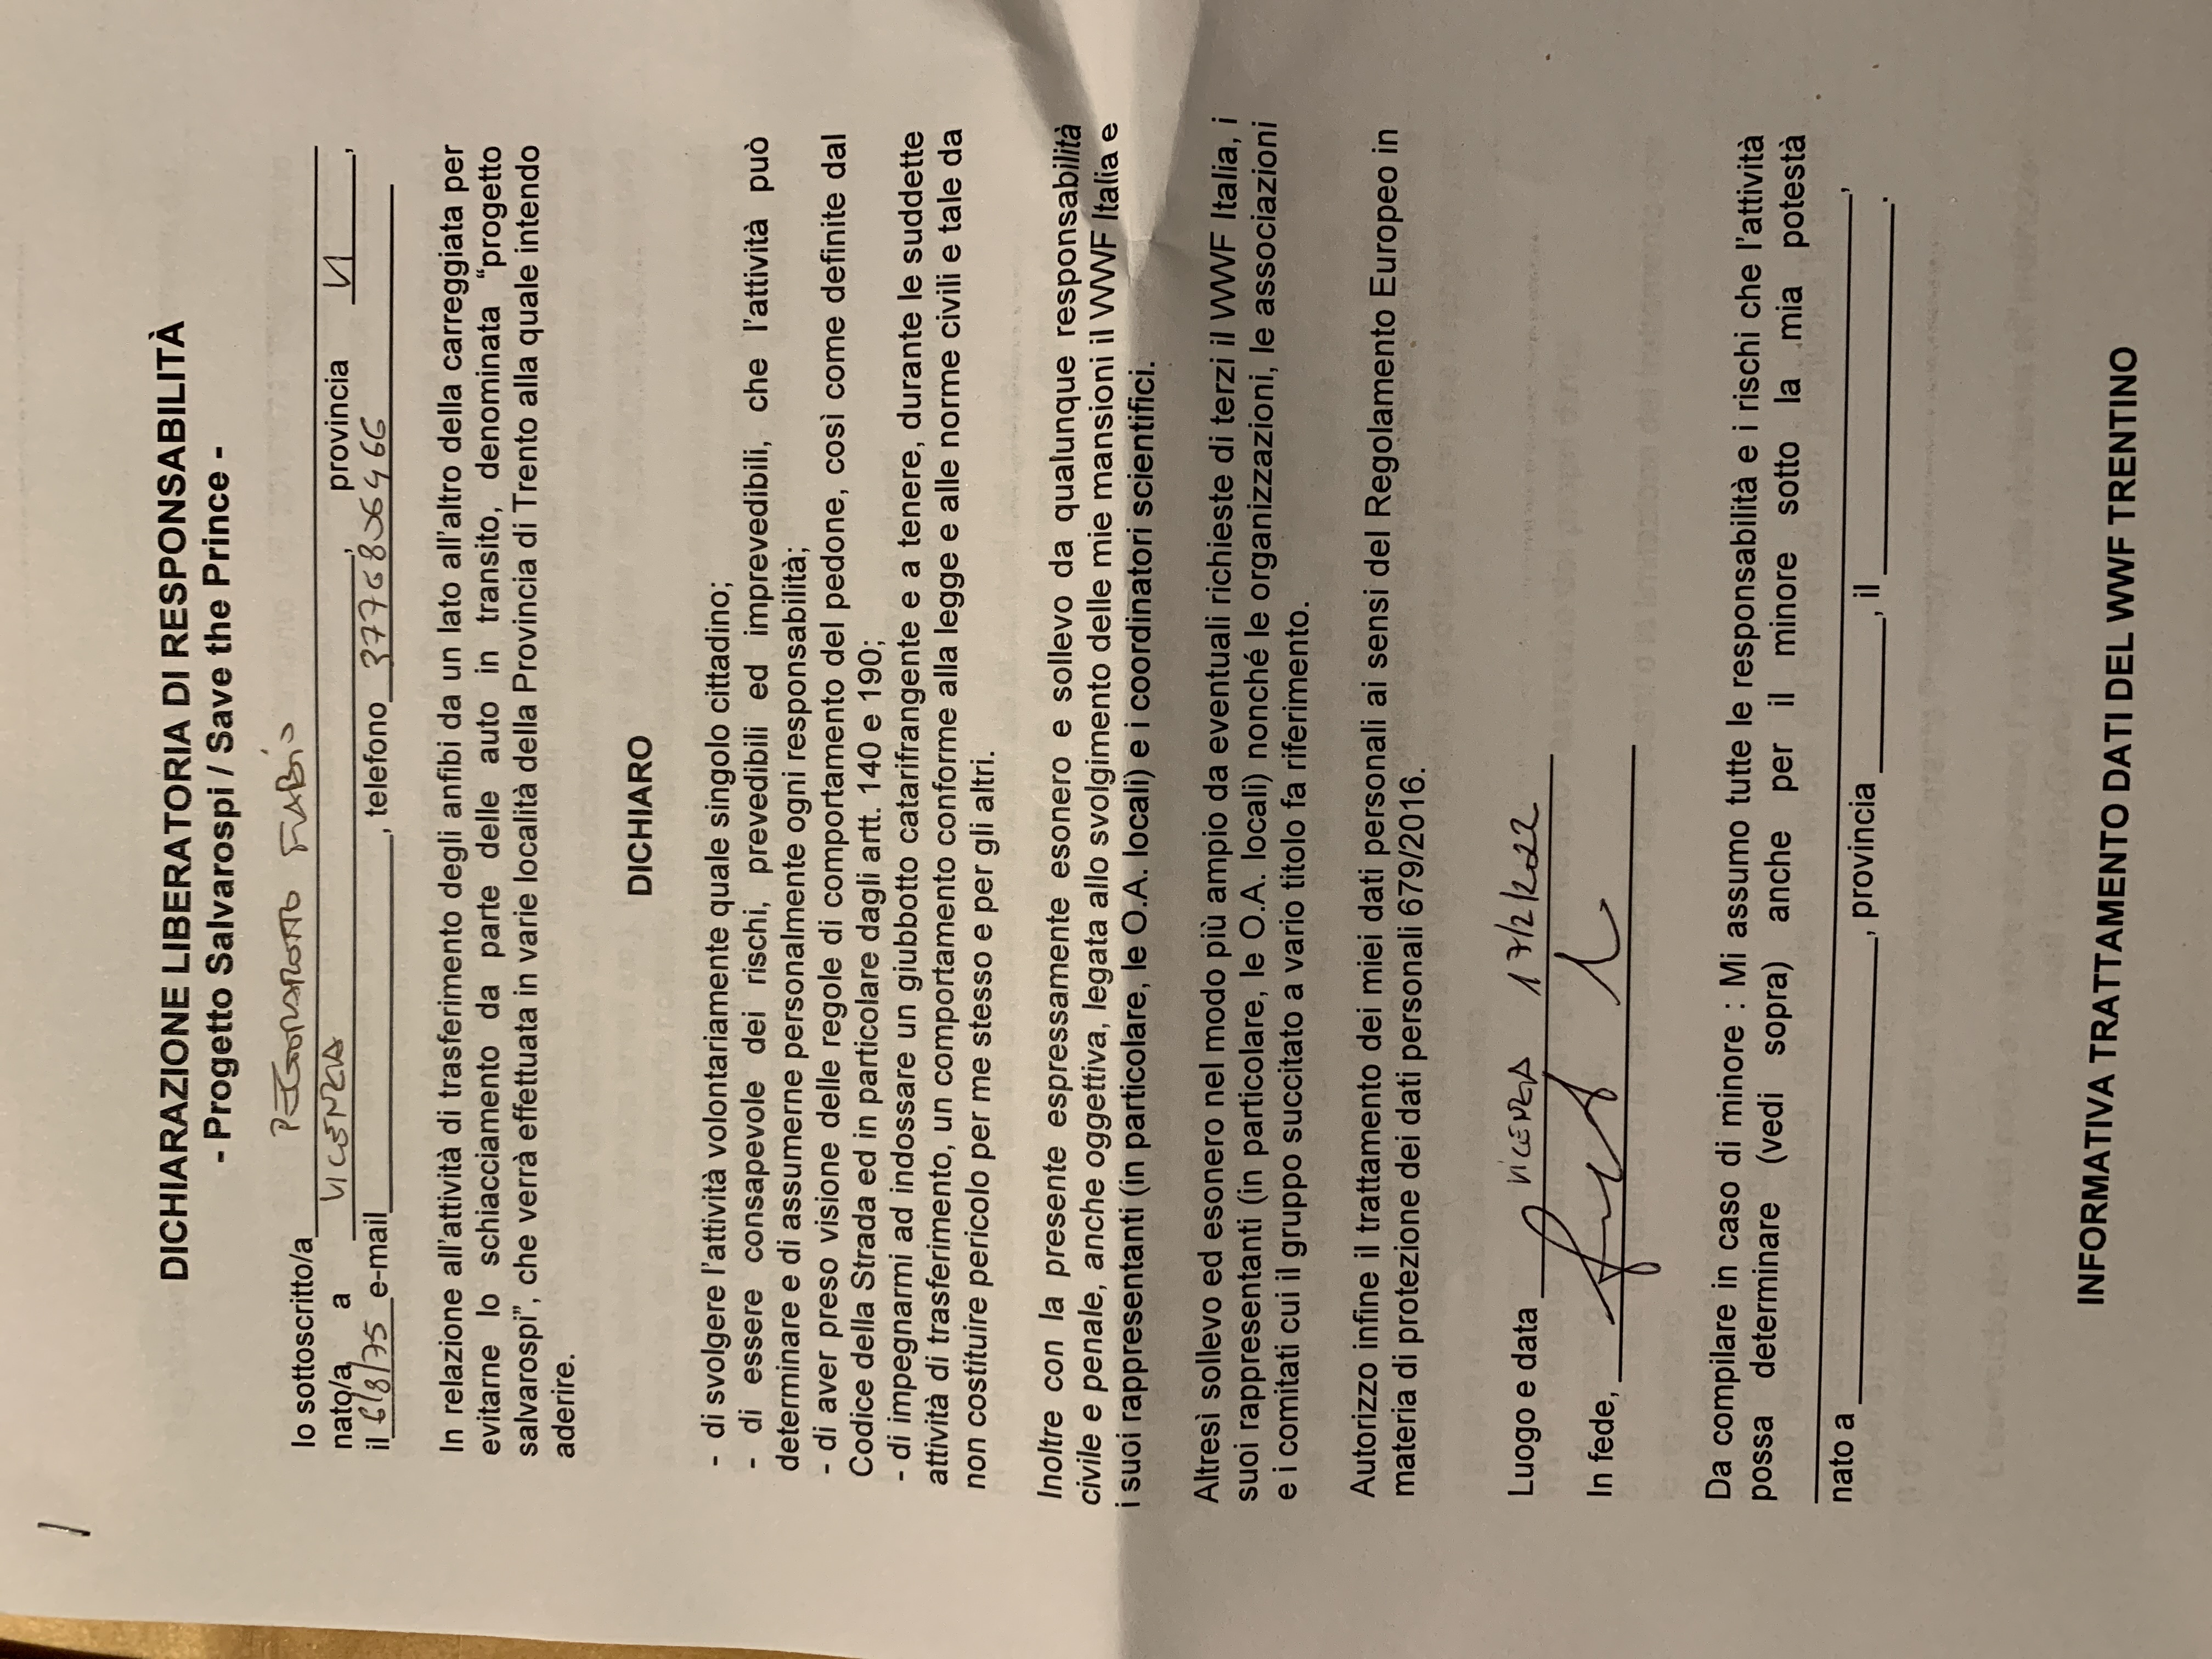 DICHIARAZIONE LIBERATORIA DI RESPONSABILITÀ
- Progetto Salvarospi / Save the Prince -
Io sottoscritto/a PEGORAROTTO FABIO
nato/a a VICENZA, provincia VI,
il 6/8/75 e-mail, telefono 3776806466
In relazione all'attività di trasferimento degli anfibi da un lato all'altro della carreggiata per
evitarne lo schiacciamento da parte delle auto in transito, denominata “progetto
salvarospi”, che verrà effettuata in varie località della Provincia di Trento alla quale intendo
aderire.
DICHIARO
- di svolgere l'attività volontariamente quale singolo cittadino;
- di essere consapevole dei rischi, prevedibili ed imprevedibili, che l'attività può
determinare e di assumerne personalmente ogni responsabilità;
- di aver preso visione delle regole di comportamento del pedone, così come definite dal
Codice della Strada ed in particolare dagli artt. 140 e 190;
- di impegnarmi ad indossare un giubbotto catarifrangente e a tenere, durante le suddette
attività di trasferimento, un comportamento conforme alla legge e alle norme civili e tale da
non costituire pericolo per me stesso e per gli altri.
Inoltre con la presente espressamente esonero e sollevo da qualunque responsabilità
civile e penale, anche oggettiva, legata allo svolgimento delle mie mansioni il WWF Italia e
i suoi rappresentanti (in particolare, le O.A. locali) e i coordinatori scientifici.
Altresì sollevo ed esonero nel modo più ampio da eventuali richieste di terzi il WWF Italia, i
suoi rappresentanti (in particolare, le O.A. locali) nonché le organizzazioni, le associazioni
e i comitati cui il gruppo succitato a vario titolo fa riferimento.
Autorizzo infine il trattamento dei miei dati personali ai sensi del Regolamento Europeo in
materia di protezione dei dati personali 679/2016.
Luogo e data VICENZA 17/2/2022
In fede,
Da compilare in caso di minore : Mi assumo tutte le responsabilità e i rischi che l'attività
possa determinare (vedi sopra) anche per il minore sotto la mia potestà
,
nato a , provincia , il .
INFORMATIVA TRATTAMENTO DATI DEL WWF TRENTINO